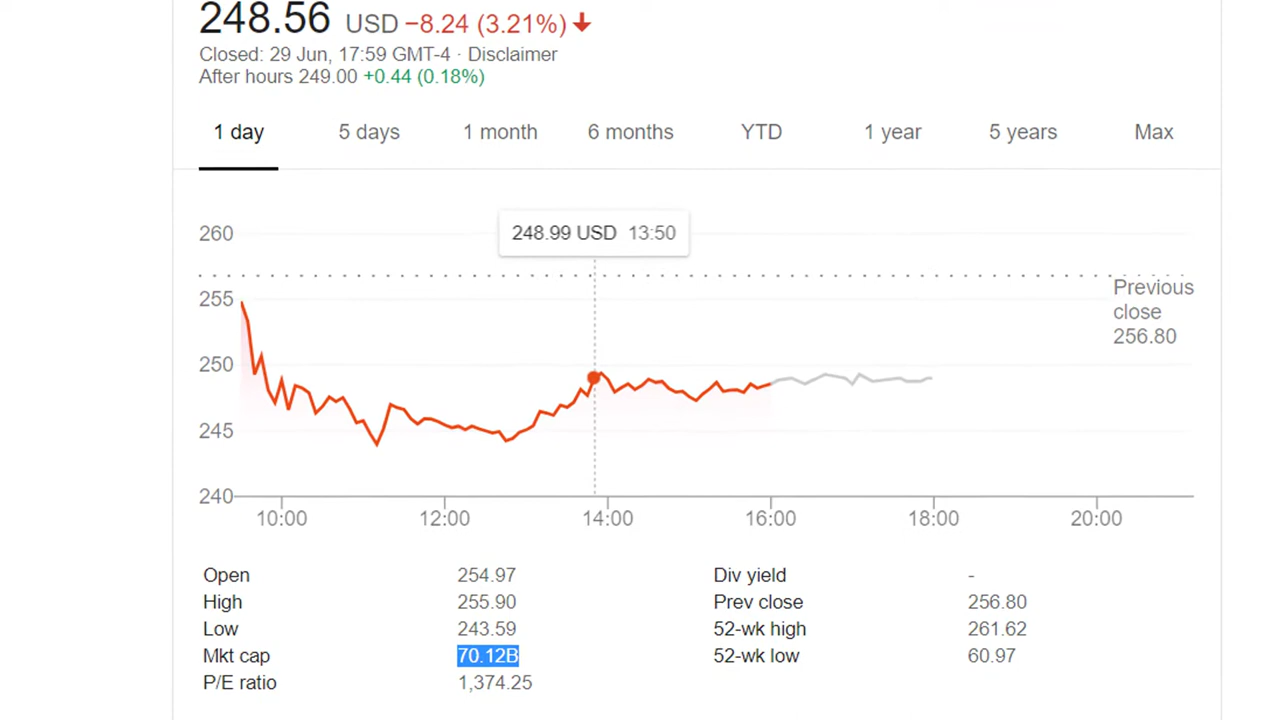 248.56 USD −8.24 (3.21%)
Closed: 29 Jun, 17:59 GMT-4 · Disclaimer
After hours 249.00 +0.44 (0.18%)
1 day 5 days 1 month 6 months YTD 1 year 5 years Max
248.99 USD 13:50
260
255
250
245
240
Previous
close
256.80
10:00 12:00 14:00 16:00 18:00 20:00
Open 254.97 Div yield -
High 255.90 Prev close 256.80
Low 243.59 52-wk high 261.62
Mkt cap 70.12B 52-wk low 60.97
P/E ratio 1,374.25